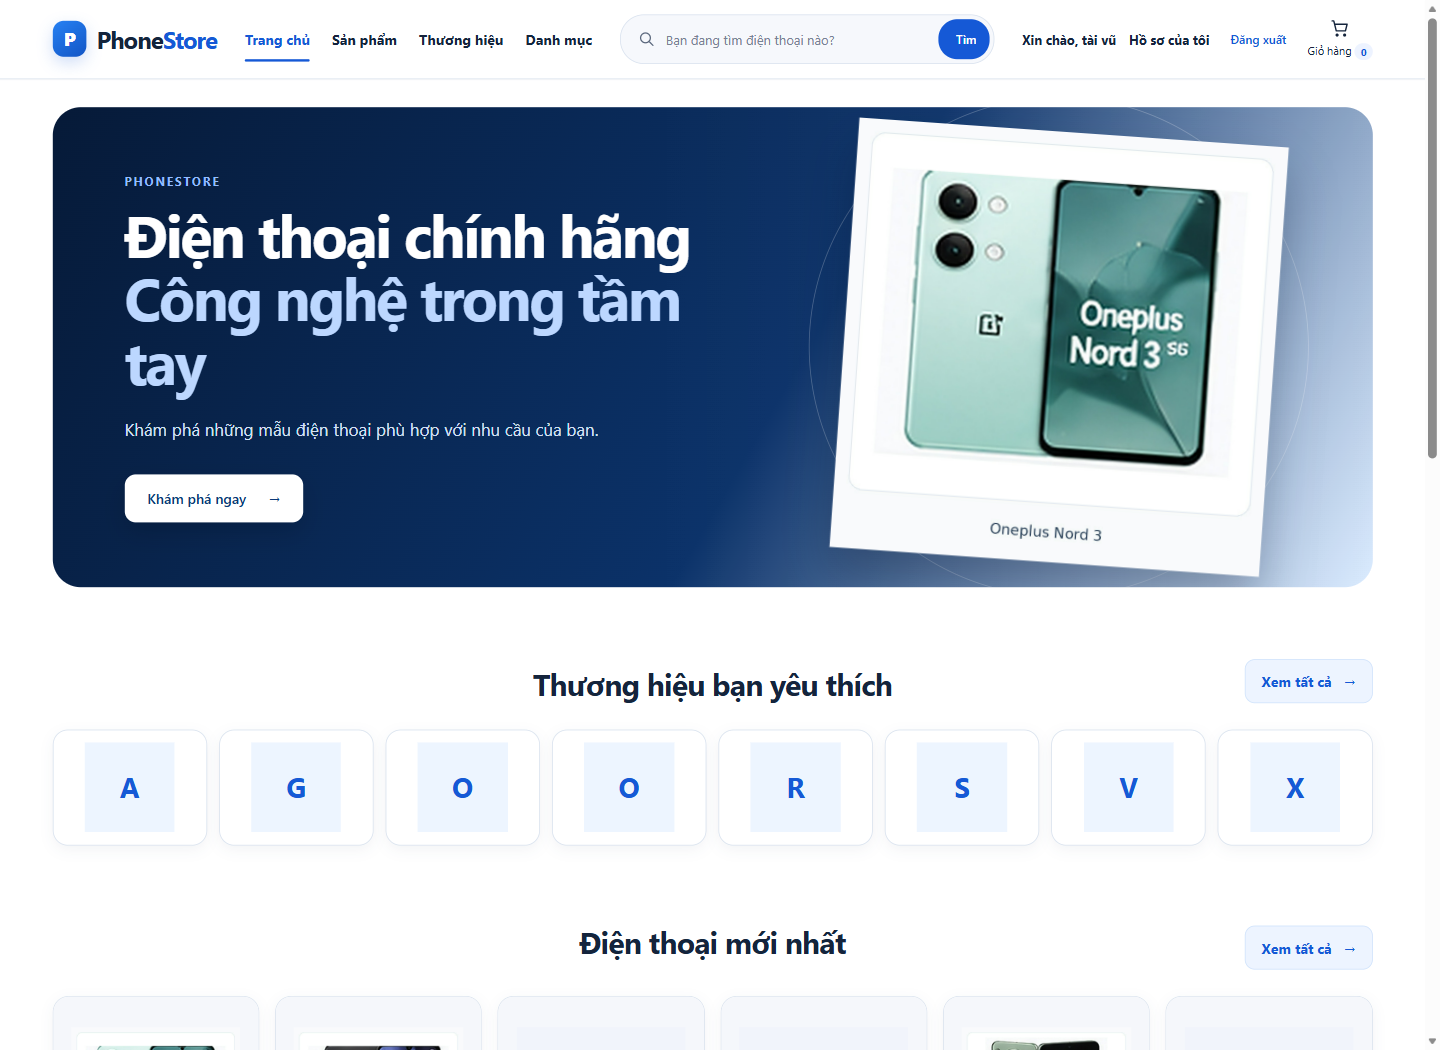 P PhoneStore Trang chủ Sản phẩm Thương hiệu Danh mục Bạn đang tìm điện thoại nào? Tìm Xin chào, tài vũ Hồ sơ của tôi Đăng xuất Giỏ hàng 0
PHONESTORE
Điện thoại chính hãng
Công nghệ trong tầm
tay
Khám phá những mẫu điện thoại phù hợp với nhu cầu của bạn.
Khám phá ngay →
Oneplus
Nord 3 5G
Oneplus Nord 3
Thương hiệu bạn yêu thích
Xem tất cả →
A G O O R S V X
Điện thoại mới nhất
Xem tất cả →